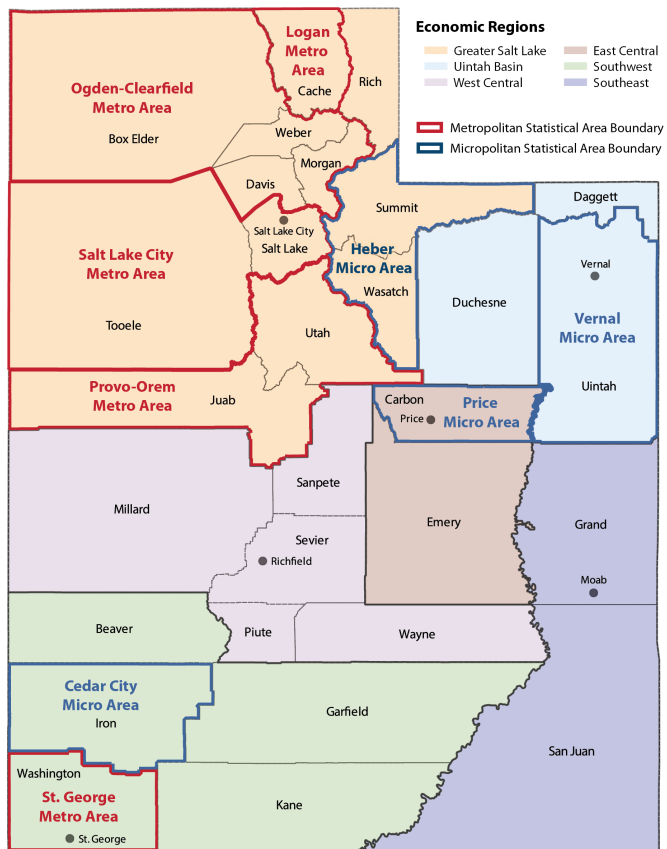 Economic Regions
Greater Salt Lake
East Central
Uintah Basin
Southwest
West Central
Southeast
Metropolitan Statistical Area Boundary
Micropolitan Statistical Area Boundary
Logan
Metro
Area
Cache
Rich
Ogden-Clearfield
Metro Area
Box Elder
Weber
Morgan
Davis
Summit
Daggett
Salt Lake City
Salt Lake
Salt Lake City
Metro Area
Heber
Micro Area
Wasatch
Vernal
Duchesne
Vernal
Micro Area
Tooele
Utah
Uintah
Provo-Orem
Metro Area
Juab
Carbon
Price
Price
Micro Area
Sanpete
Millard
Emery
Grand
Sevier
Richfield
Moab
Beaver
Piute
Wayne
Cedar City
Micro Area
Iron
Garfield
San Juan
Washington
St. George
Metro Area
St. George
Kane